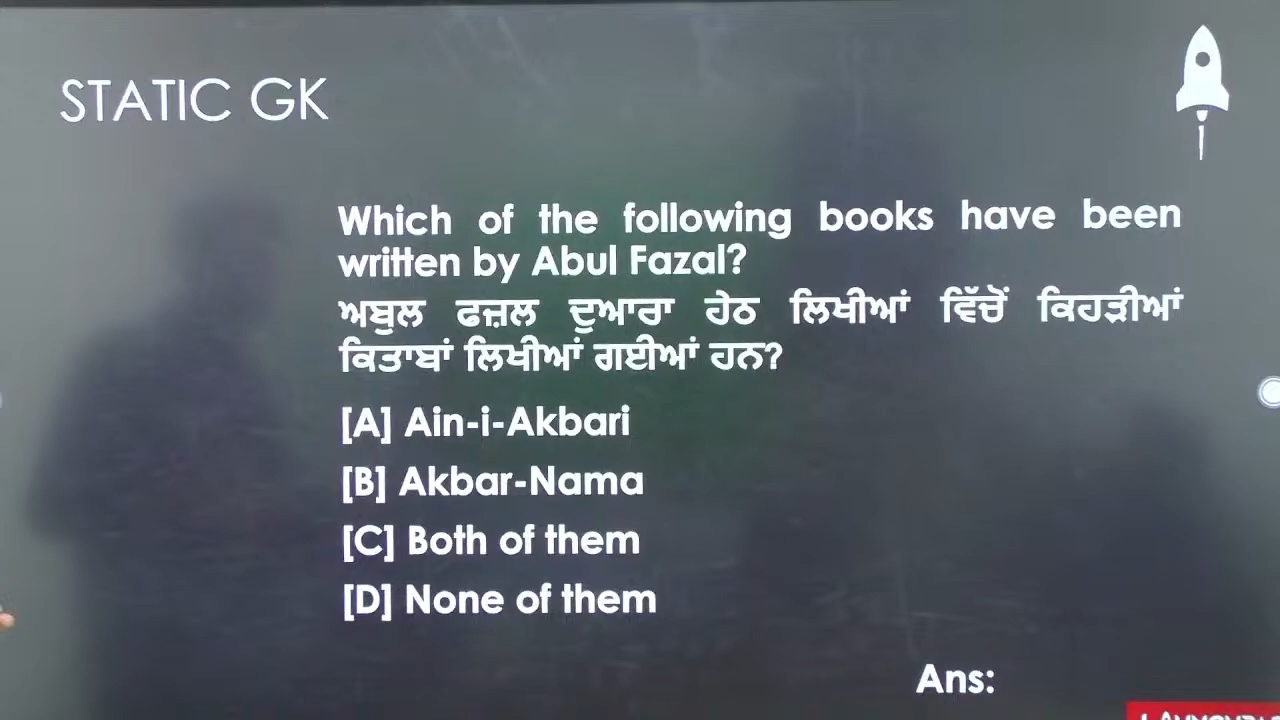 STATIC GK
Which of the following books have been
written by Abul Fazal?
ਅਬੁਲ ਫਜ਼ਲ ਦੁਆਰਾ ਹੇਠ ਲਿਖੀਆਂ ਵਿੱਚੋਂ ਕਿਹੜੀਆਂ
ਕਿਤਾਬਾਂ ਲਿਖੀਆਂ ਗਈਆਂ ਹਨ?
[A] Ain-i-Akbari
[B] Akbar-Nama
[C] Both of them
[D] None of them
Ans: